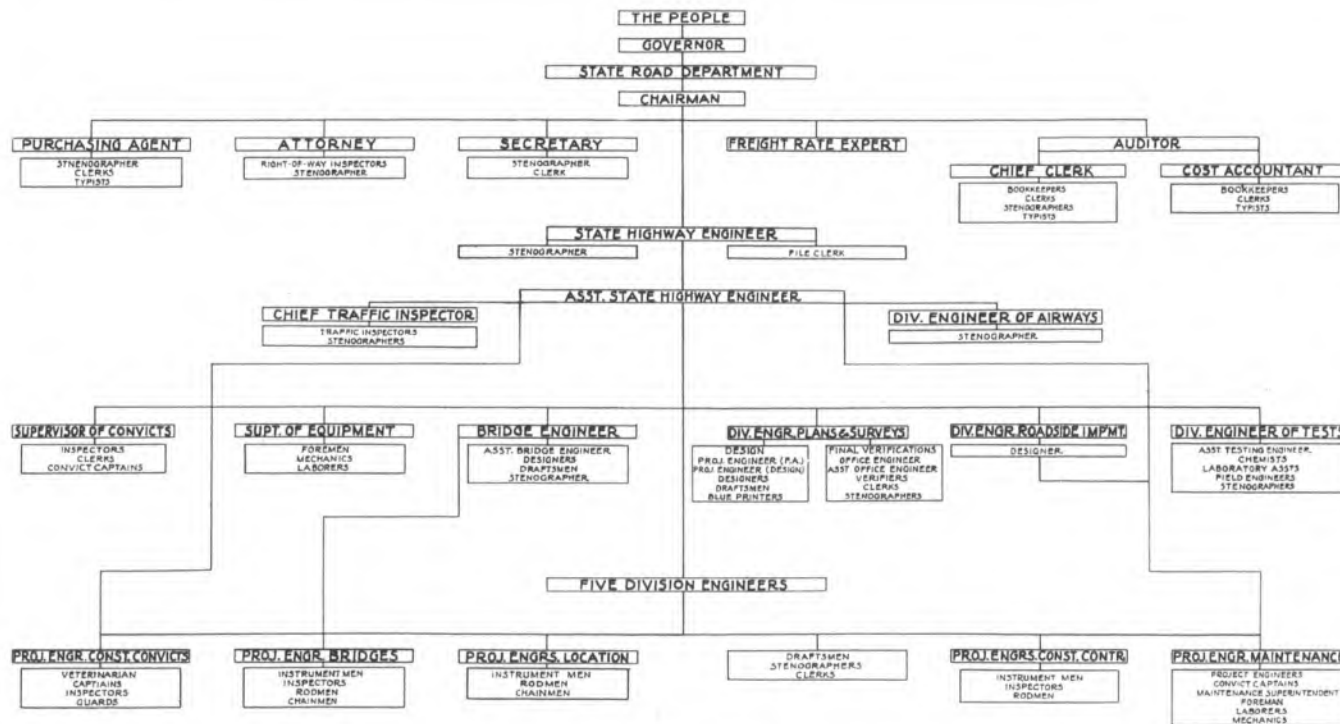 THE PEOPLE
GOVERNOR
STATE ROAD DEPARTMENT
CHAIRMAN
PURCHASING AGENT
STNENOGRAPHER
CLERKS
TYPISTS
ATTORNEY
RIGHT-OF-WAY INSPECTORS
STENOGRAPHER
SECRETARY
STENOGRAPHER
CLERK
FREIGHT RATE EXPERT
AUDITOR
CHIEF CLERK
BOOKKEEPERS
CLERKS
STENOGRAPHERS
TYPISTS
COST ACCOUNTANT
BOOKKEEPERS
CLERKS
TYPISTS
STATE HIGHWAY ENGINEER
STENOGRAPHER
FILE CLERK
ASST. STATE HIGHWAY ENGINEER
CHIEF TRAFFIC INSPECTOR
TRAFFIC INSPECTORS
STENOGRAPHERS
DIV. ENGINEER OF AIRWAYS
STENOGRAPHER
SUPERVISOR OF CONVICTS
INSPECTORS
CLERKS
CONVICT CAPTAINS
SUPT. OF EQUIPMENT
FOREMEN
MECHANICS
LABORERS
BRIDGE ENGINEER
ASST. BRIDGE ENGINEER
DESIGNERS
DRAFTSMEN
STENOGRAPHER
DIV. ENGR. PLANS & SURVEYS
DESIGN
PROJ. ENGINEER (F.A.)
PROJ. ENGINEER (DESIGN)
DESIGNERS
DRAFTSMEN
BLUE PRINTERS
FINAL VERIFICATIONS
OFFICE ENGINEER
ASST OFFICE ENGINEER
VERIFIERS
CLERKS
STENOGRAPHERS
DIV. ENGR. ROADSIDE IMP'MT.
DESIGNER
DIV. ENGINEER OF TESTS
ASST TESTING ENGINEER
CHEMISTS
LABORATORY ASSTS
FIELD ENGINEERS
STENOGRAPHERS
FIVE DIVISION ENGINEERS
PROJ. ENGR. CONST. CONVICTS
VETERINARIAN
CAPTIAINS
INSPECTORS
GUARDS
PROJ. ENGR. BRIDGES
INSTRUMENT MEN
INSPECTORS
RODMEN
CHAINMEN
PROJ. ENGRS. LOCATION
INSTRUMENT MEN
RODMEN
CHAINMEN
DRAFTSMEN
STENOGRAPHERS
CLERKS
PROJ. ENGRS. CONST. CONTR.
INSTRUMENT MEN
INSPECTORS
RODMEN
PROJ. ENGR. MAINTENANCE
PROJECT ENGINEERS
CONVICT CAPTAINS
MAINTENANCE SUPERINTENDENT
FOREMAN
LABORERS
MECHANICS